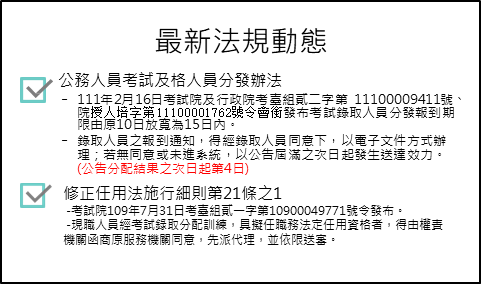 最新法規動態
公務人員考試及格人員分發辦法
– 111年2月16日考試院及行政院考臺組貳二字第 11100009411號、
院授人培字第11100001762號令會銜發布考試錄取人員分發報到期
限由原10日放寬為15日內。
– 錄取人員之報到通知，得經錄取人員同意下，以電子文件方式辦
理；若無同意或未進系統，以公告屆滿之次日起發生送達效力。
(公告分配結果之次日起第4日)
修正任用法施行細則第21條之1
-考試院109年7月31日考臺組貳一字第10900049771號令發布。
-現職人員經考試錄取分配訓練，具擬任職務法定任用資格者，得由權責
機關函商原服務機關同意，先派代理，並依限送審。